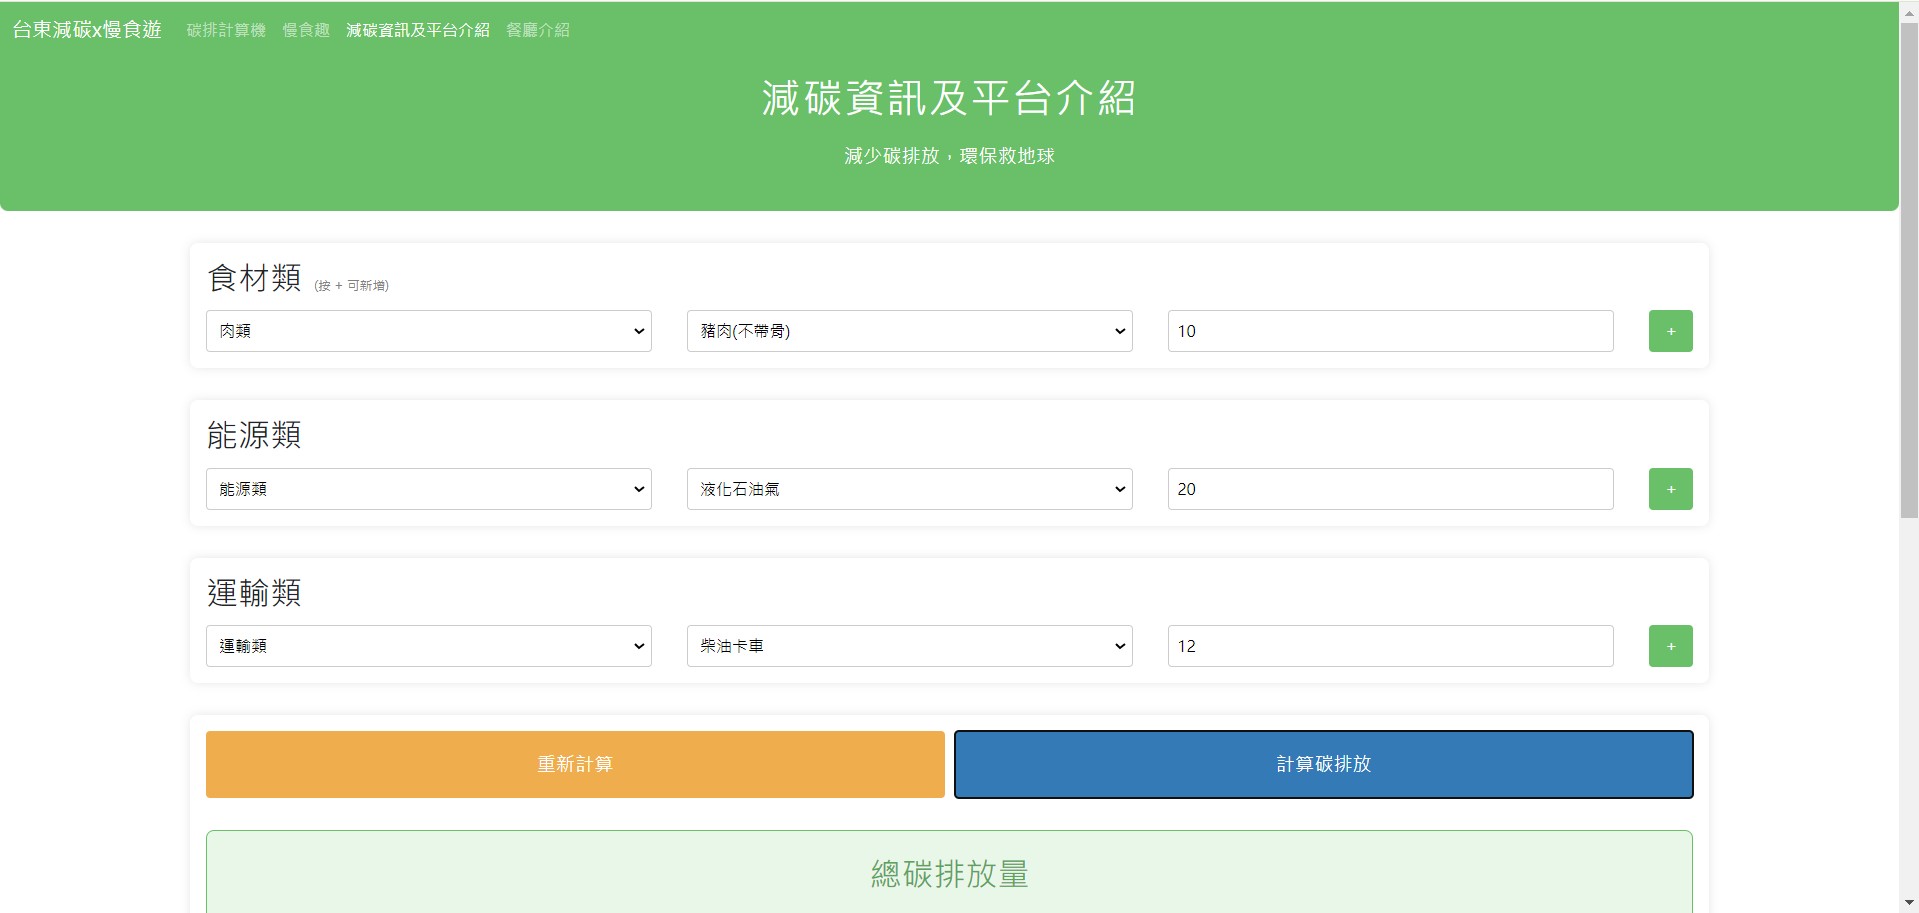 台東減碳x慢食遊 碳排計算機 慢食趣 減碳資訊及平台介紹 餐廳介紹
減碳資訊及平台介紹
減少碳排放，環保救地球
食材類 (按 + 可新增)
肉類 豬肉(不帶骨) 10 +
能源類
能源類 液化石油氣 20 +
運輸類
運輸類 柴油卡車 12 +
重新計算 計算碳排放
總碳排放量